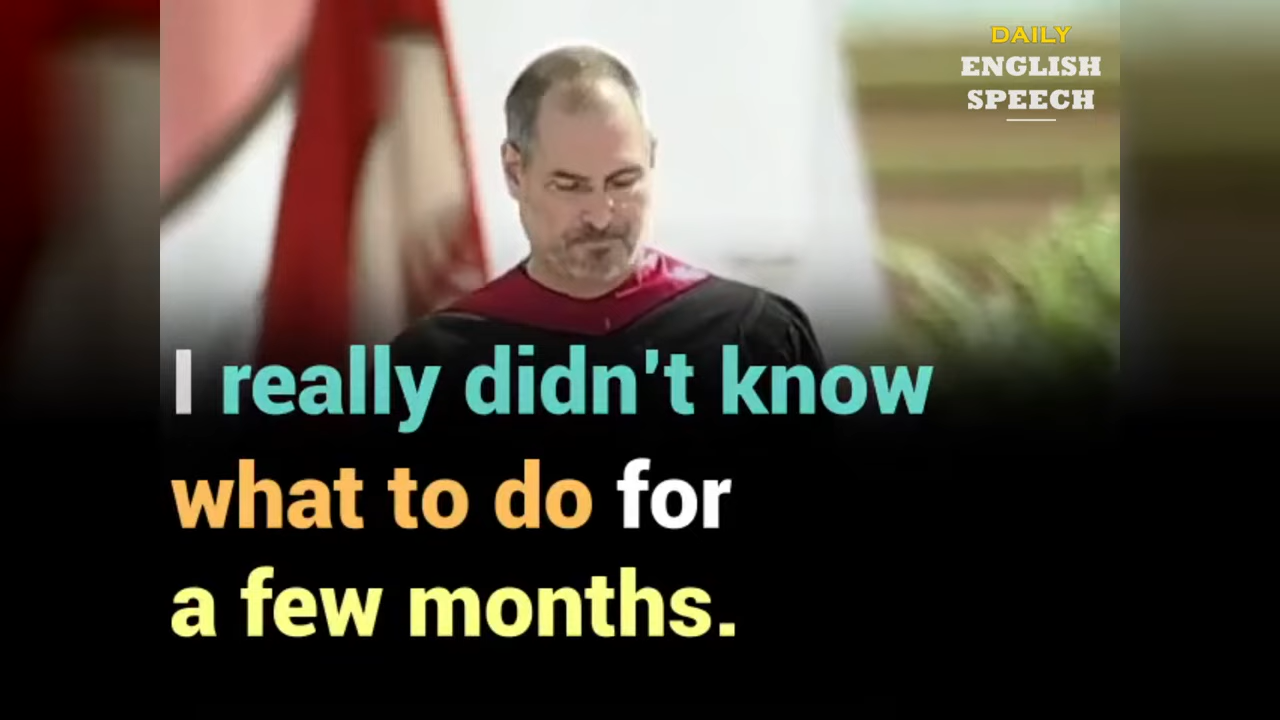 DAILY
ENGLISH
SPEECH
I really didn't know
what to do for
a few months.